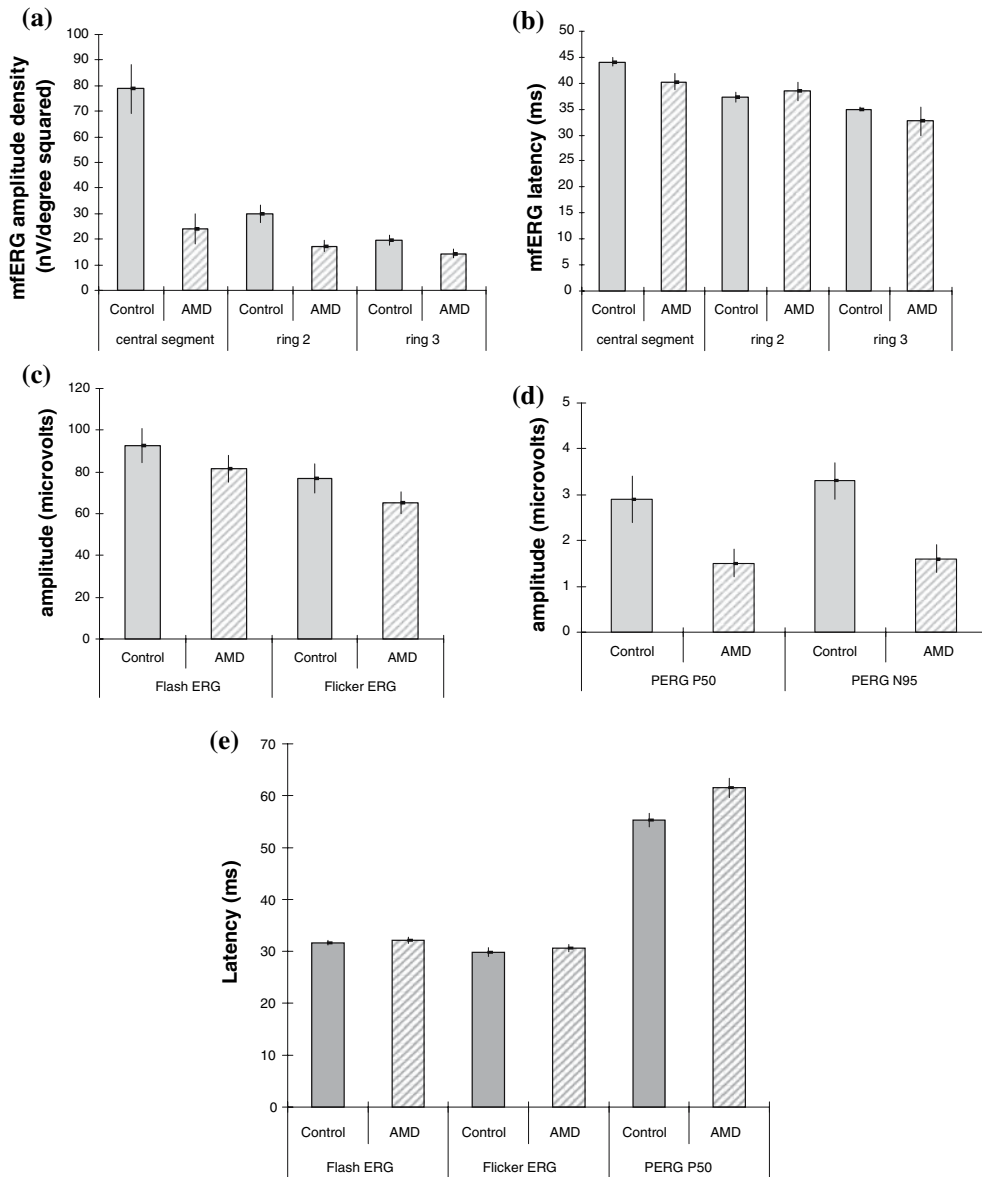 (a)
mfERG amplitude density
(nV/degree squared)
100
90
80
70
60
50
40
30
20
10
0
Control AMD Control AMD Control AMD
central segment ring 2 ring 3
(b)
mfERG latency (ms)
45
40
35
30
25
20
15
10
5
0
Control AMD Control AMD Control AMD
central segment ring 2 ring 3
(c)
amplitude (microvolts)
120
100
80
60
40
20
0
Control AMD Control AMD
Flash ERG Flicker ERG
(d)
amplitude (microvolts)
5
4
3
2
1
0
Control AMD Control AMD
PERG P50 PERG N95
(e)
Latency (ms)
70
60
50
40
30
20
10
0
Control AMD Control AMD Control AMD
Flash ERG Flicker ERG PERG P50